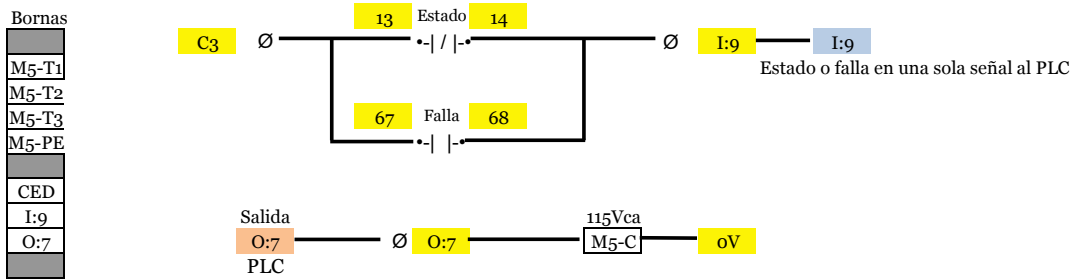 Bornas
M5-T1
M5-T2
M5-T3
M5-PE
CED
I:9
O:7
13 Estado 14
C3 Ø •-| / |-• Ø I:9 I:9
Estado o falla en una sola señal al PLC
67 Falla 68
•-| |-•
Salida 115Vca
O:7 Ø O:7 M5-C 0V
PLC